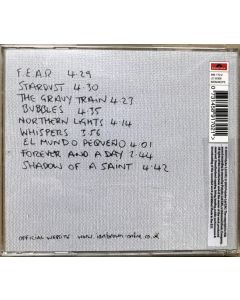 F.E.A.R 4.29
STARDUST 4.30
THE GRAVY TRAIN 4.23
BUBBLES 4.35
NORTHERN LIGHTS 4.14
WHISPERS 3.56
EL MUNDO PEQUEÑO 4.01
FOREVER AND A DAY 2.44
SHADOW OF A SAINT 4.42
OFFICIAL WEBSITE www.ianbrownonline.co.uk